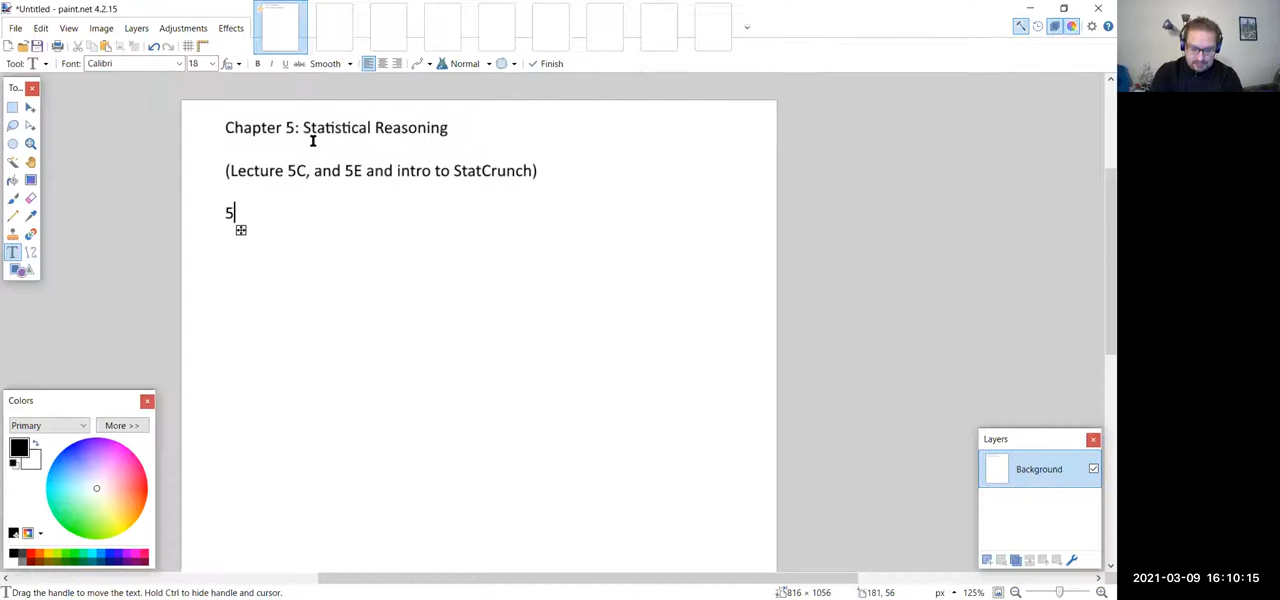 *Untitled - paint.net 4.2.15
File Edit View Image Layers Adjustments Effects
Tool: T Font: Calibri 18 B I U abc Smooth Normal Finish
To...
Chapter 5: Statistical Reasoning
(Lecture 5C, and 5E and intro to StatCrunch)
5
Colors
Primary More >>
Layers
Background
2021-03-09 16:10:15
Drag the handle to move the text. Hold Ctrl to hide handle and cursor. 816 × 1056 181, 56 px 125%